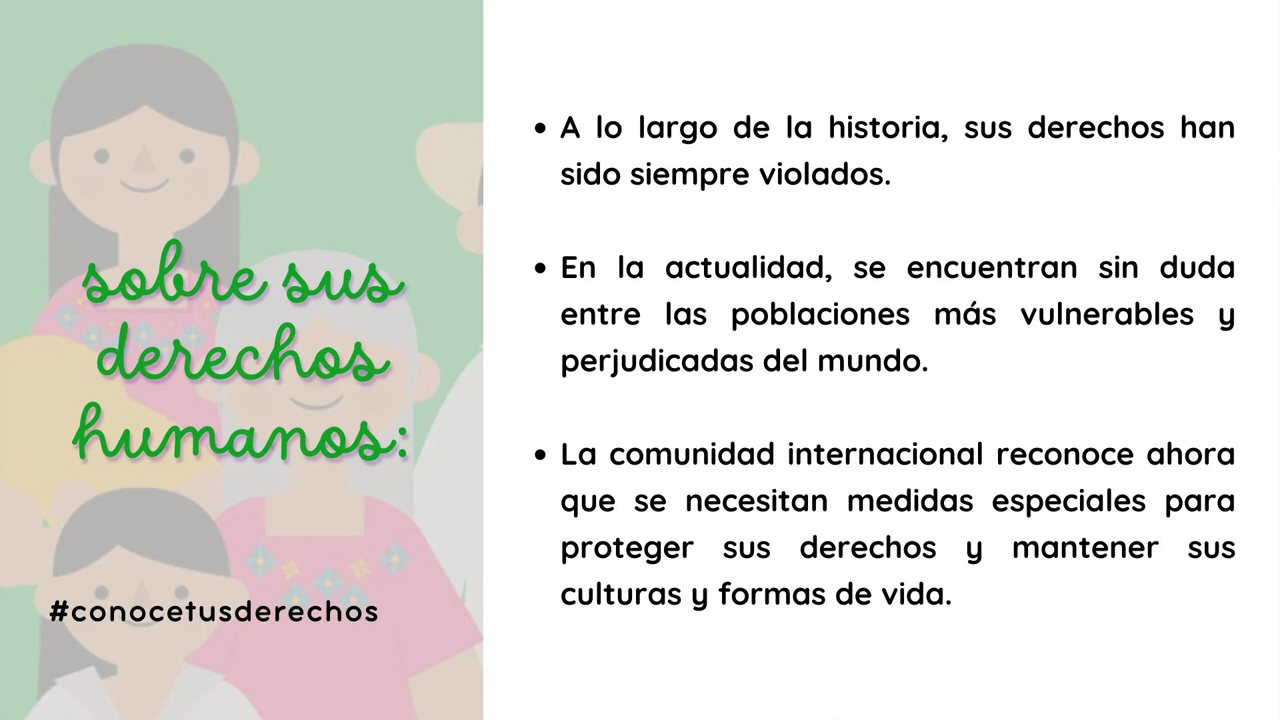 sobre sus
derechos
humanos:
#conocetusderechos
• A lo largo de la historia, sus derechos han
sido siempre violados.
• En la actualidad, se encuentran sin duda
entre las poblaciones más vulnerables y
perjudicadas del mundo.
• La comunidad internacional reconoce ahora
que se necesitan medidas especiales para
proteger sus derechos y mantener sus
culturas y formas de vida.